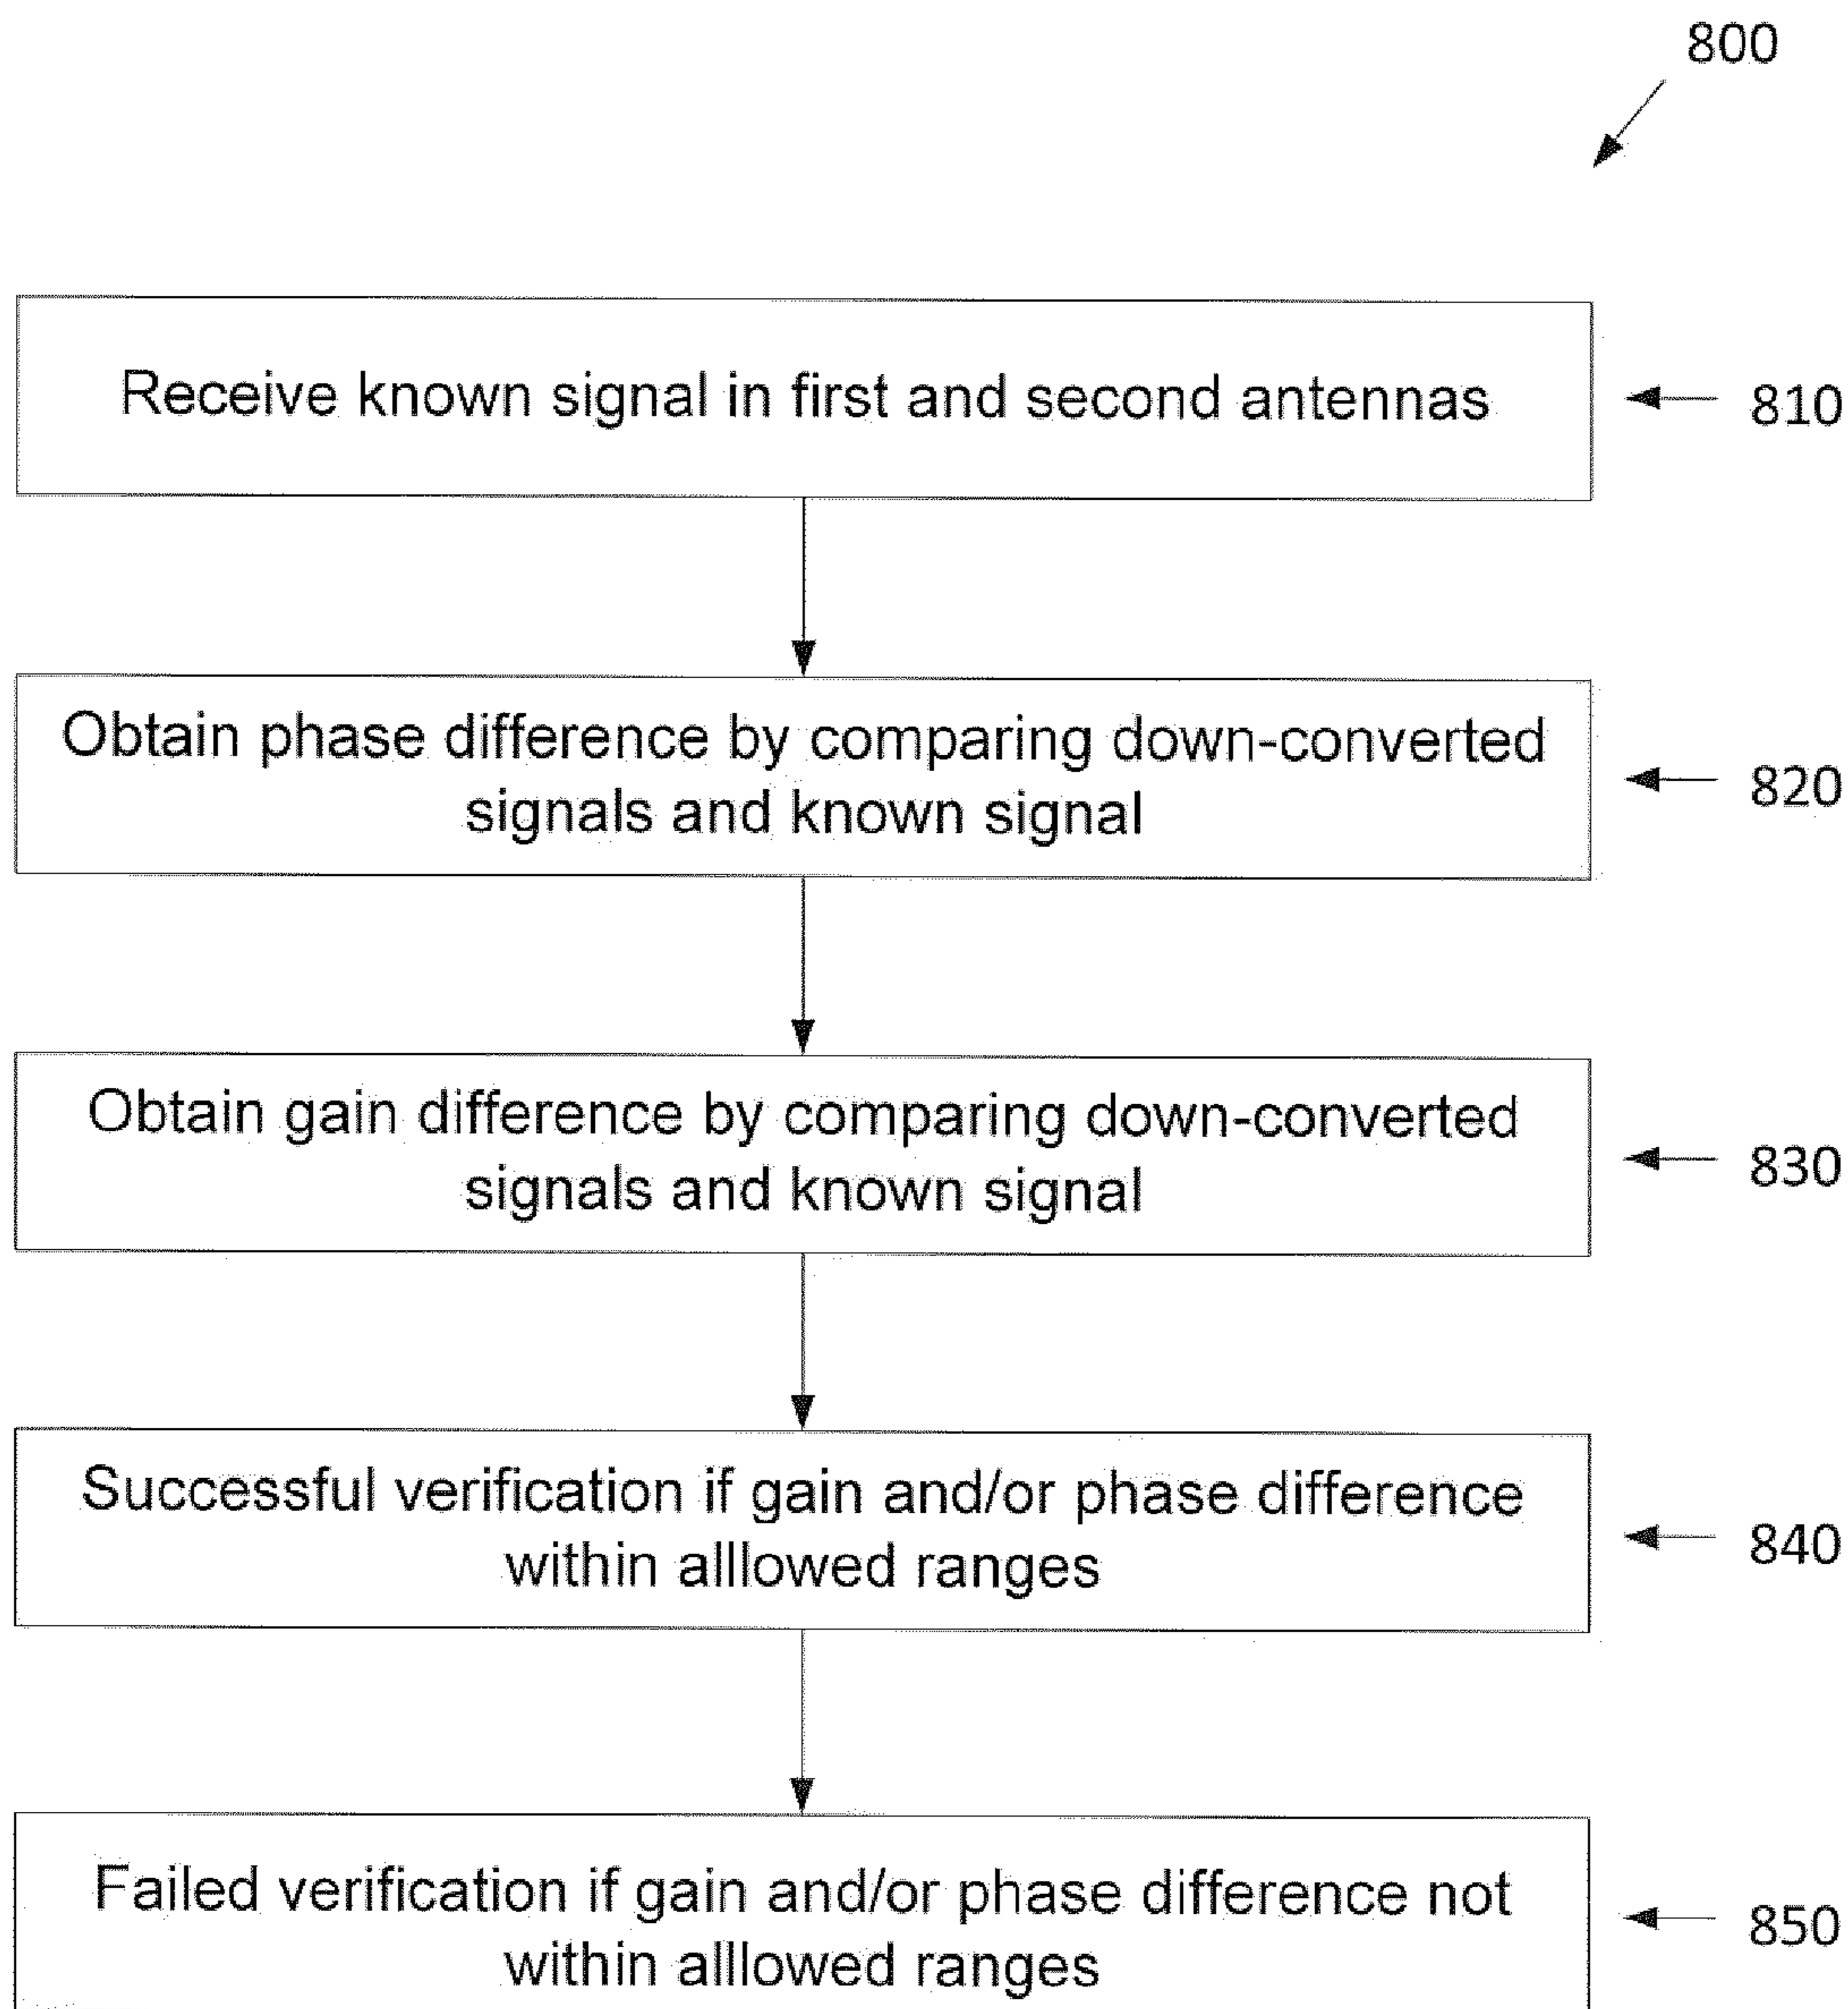 800
Receive known signal in first and second antennas
810
Obtain phase difference by comparing down-converted
signals and known signal
820
Obtain gain difference by comparing down-converted
signals and known signal
830
Successful verification if gain and/or phase difference
within alllowed ranges
840
Failed verification if gain and/or phase difference not
within alllowed ranges
850